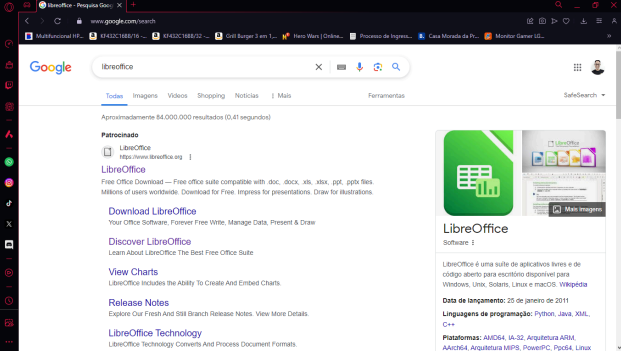 libreoffice - Pesquisa Goog
www.google.com/search
Multifuncional HP...
KF432C16BB/16 -...
KF432C16BB/32 -...
Grill Burger 3 em 1,...
Hero Wars | Online...
Processo de Ingress...
Casa Morada da Pr...
Monitor Gamer LG...
Google
libreoffice
Todas Imagens Vídeos Shopping Notícias Mais Ferramentas SafeSearch
Aproximadamente 84.000.000 resultados (0,41 segundos)
Patrocinado
LibreOffice
https://www.libreoffice.org
LibreOffice
Free Office Download — Free office suite compatible with .doc, .docx, .xls, .xlsx, .ppt, .pptx files.
Millions of users worldwide. Download for Free. Impress for presentations. Draw for illustrations.
Download LibreOffice
Your Office Software, Forever Free Write, Manage Data, Present & Draw
Discover LibreOffice
Learn About LibreOffice The Best Free Office Suite
View Charts
LibreOffice Includes the Ability To Create And Embed Charts.
Release Notes
Explore Our Fresh And Still Branch Release Notes. View More Details.
LibreOffice Technology
LibreOffice Technology Converts And Process Document Formats.
LibreOffice
Mais imagens
LibreOffice
Software
LibreOffice é uma suíte de aplicativos livres e de
código aberto para escritório disponível para
Windows, Unix, Solaris, Linux e macOS. Wikipédia
Data de lançamento: 25 de janeiro de 2011
Linguagens de programação: Python, Java, XML,
C++
Plataformas: AMD64, IA-32, Arquitetura ARM,
AArch64, Arquitetura MIPS, PowerPC, Ppc64, Linux